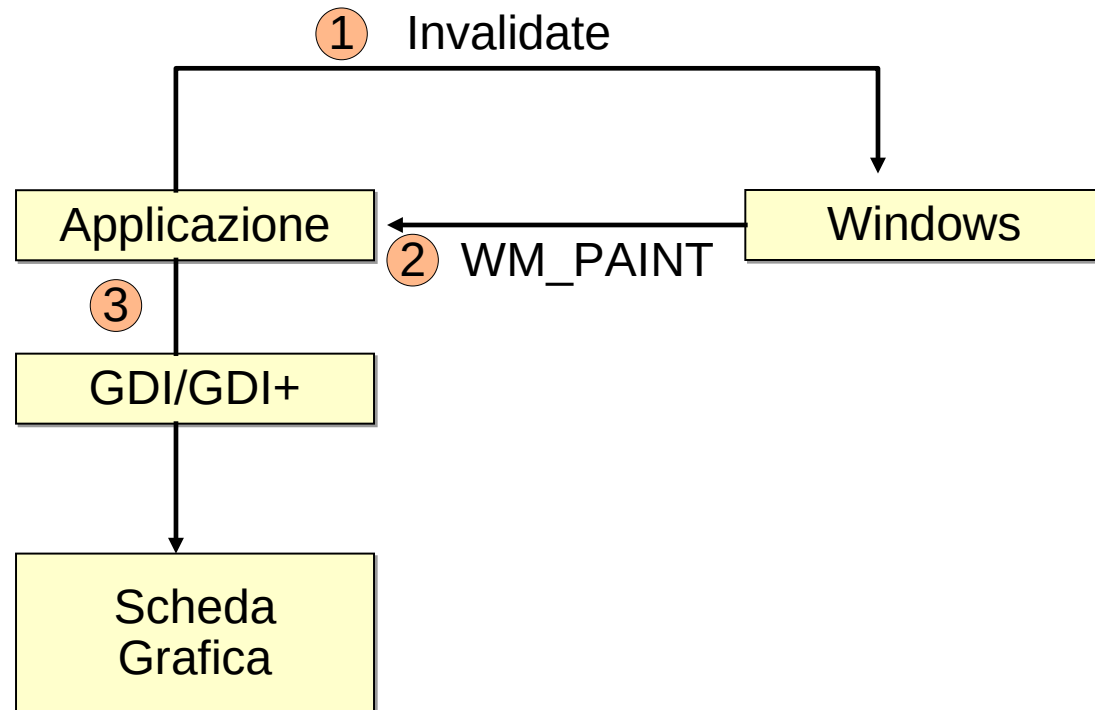 1 Invalidate
Applicazione
Windows
2 WM_PAINT
3
GDI/GDI+
Scheda
Grafica